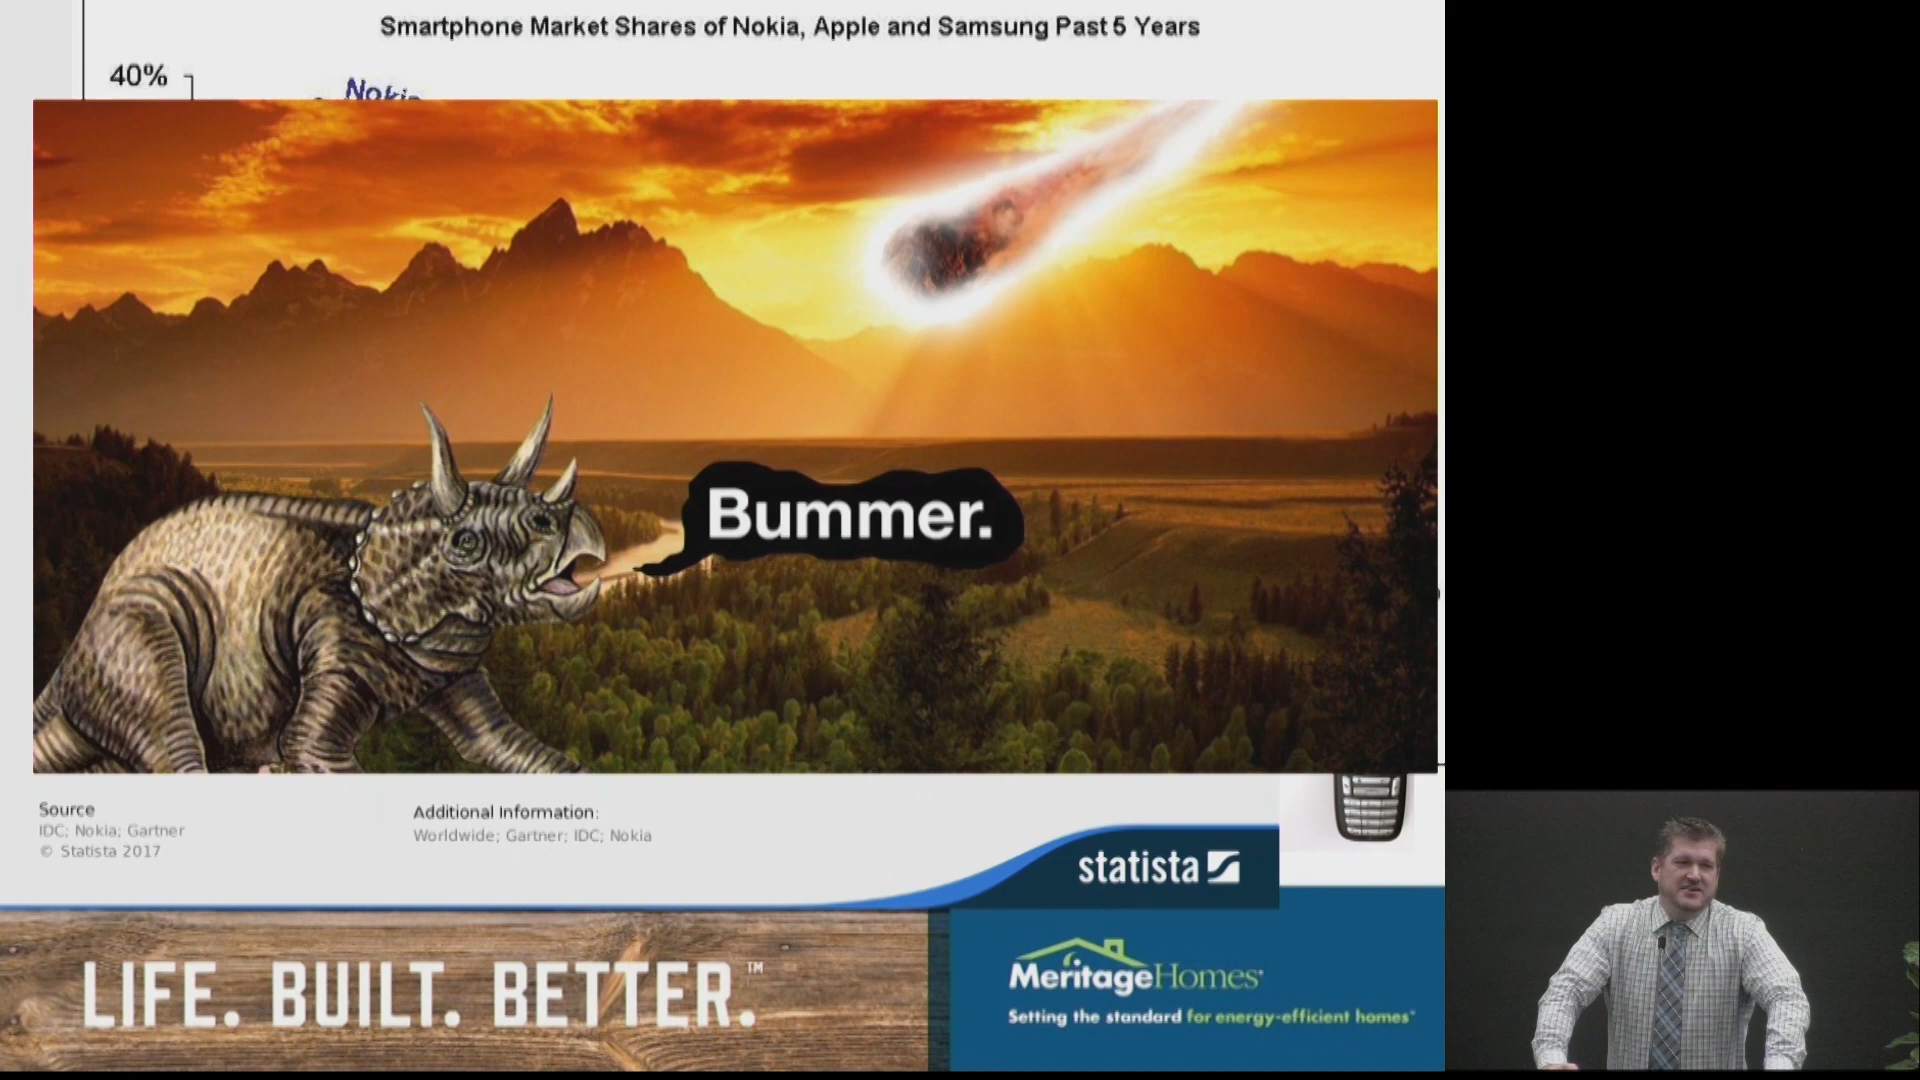 Smartphone Market Shares of Nokia, Apple and Samsung Past 5 Years
40%
Nokia
Bummer.
Source
IDC; Nokia; Gartner
© Statista 2017
Additional Information:
Worldwide; Gartner; IDC; Nokia
statista
LIFE. BUILT. BETTER.™
MeritageHomes®
Setting the standard for energy-efficient homes®